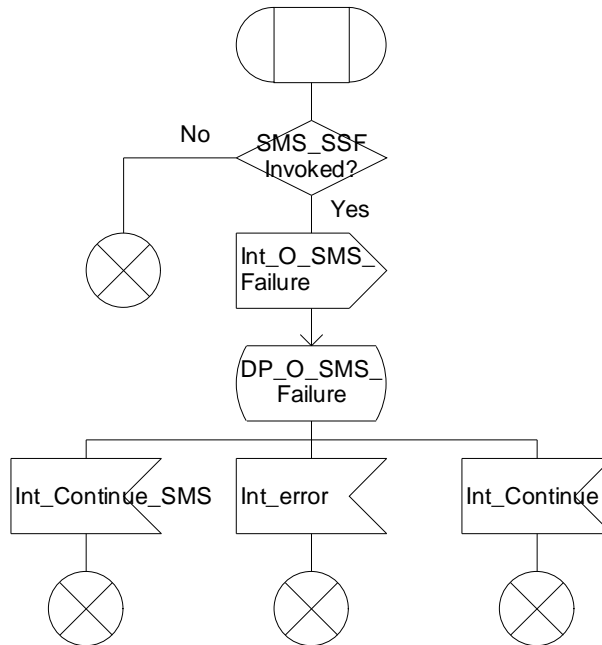 No
SMS_SSF
Invoked?
Yes
Int_O_SMS_
Failure
DP_O_SMS_
Failure
Int_Continue_SMS
Int_error
Int_Continue